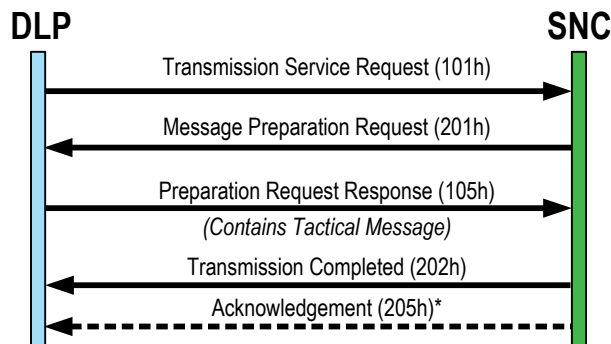 DLP SNC
Transmission Service Request (101h)
Message Preparation Request (201h)
Preparation Request Response (105h)
(Contains Tactical Message)
Transmission Completed (202h)
Acknowledgement (205h)*